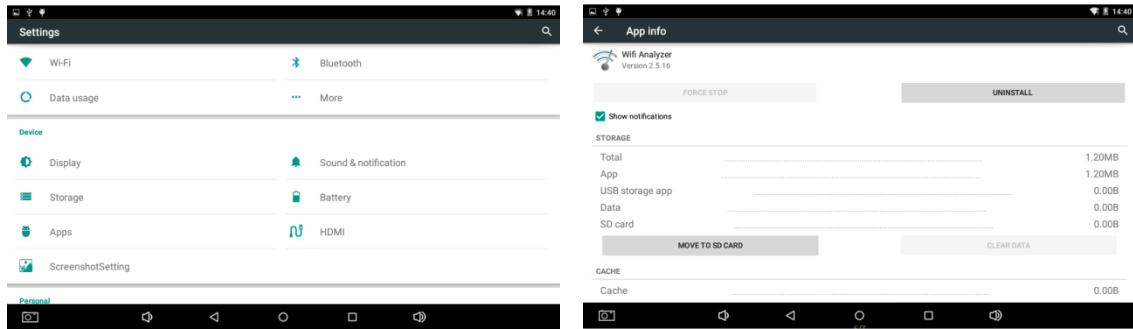 14:40
Settings
Wi-Fi
Bluetooth
Data usage
More
Device
Display
Sound & notification
Storage
Battery
Apps
HDMI
ScreenshotSetting
Personal
14:40
App info
Wifi Analyzer
Version 2.5.16
FORCE STOP
UNINSTALL
Show notifications
STORAGE
Total 1.20MB
App 1.20MB
USB storage app 0.00B
Data 0.00B
SD card 0.00B
MOVE TO SD CARD
CLEAR DATA
CACHE
Cache 0.00B